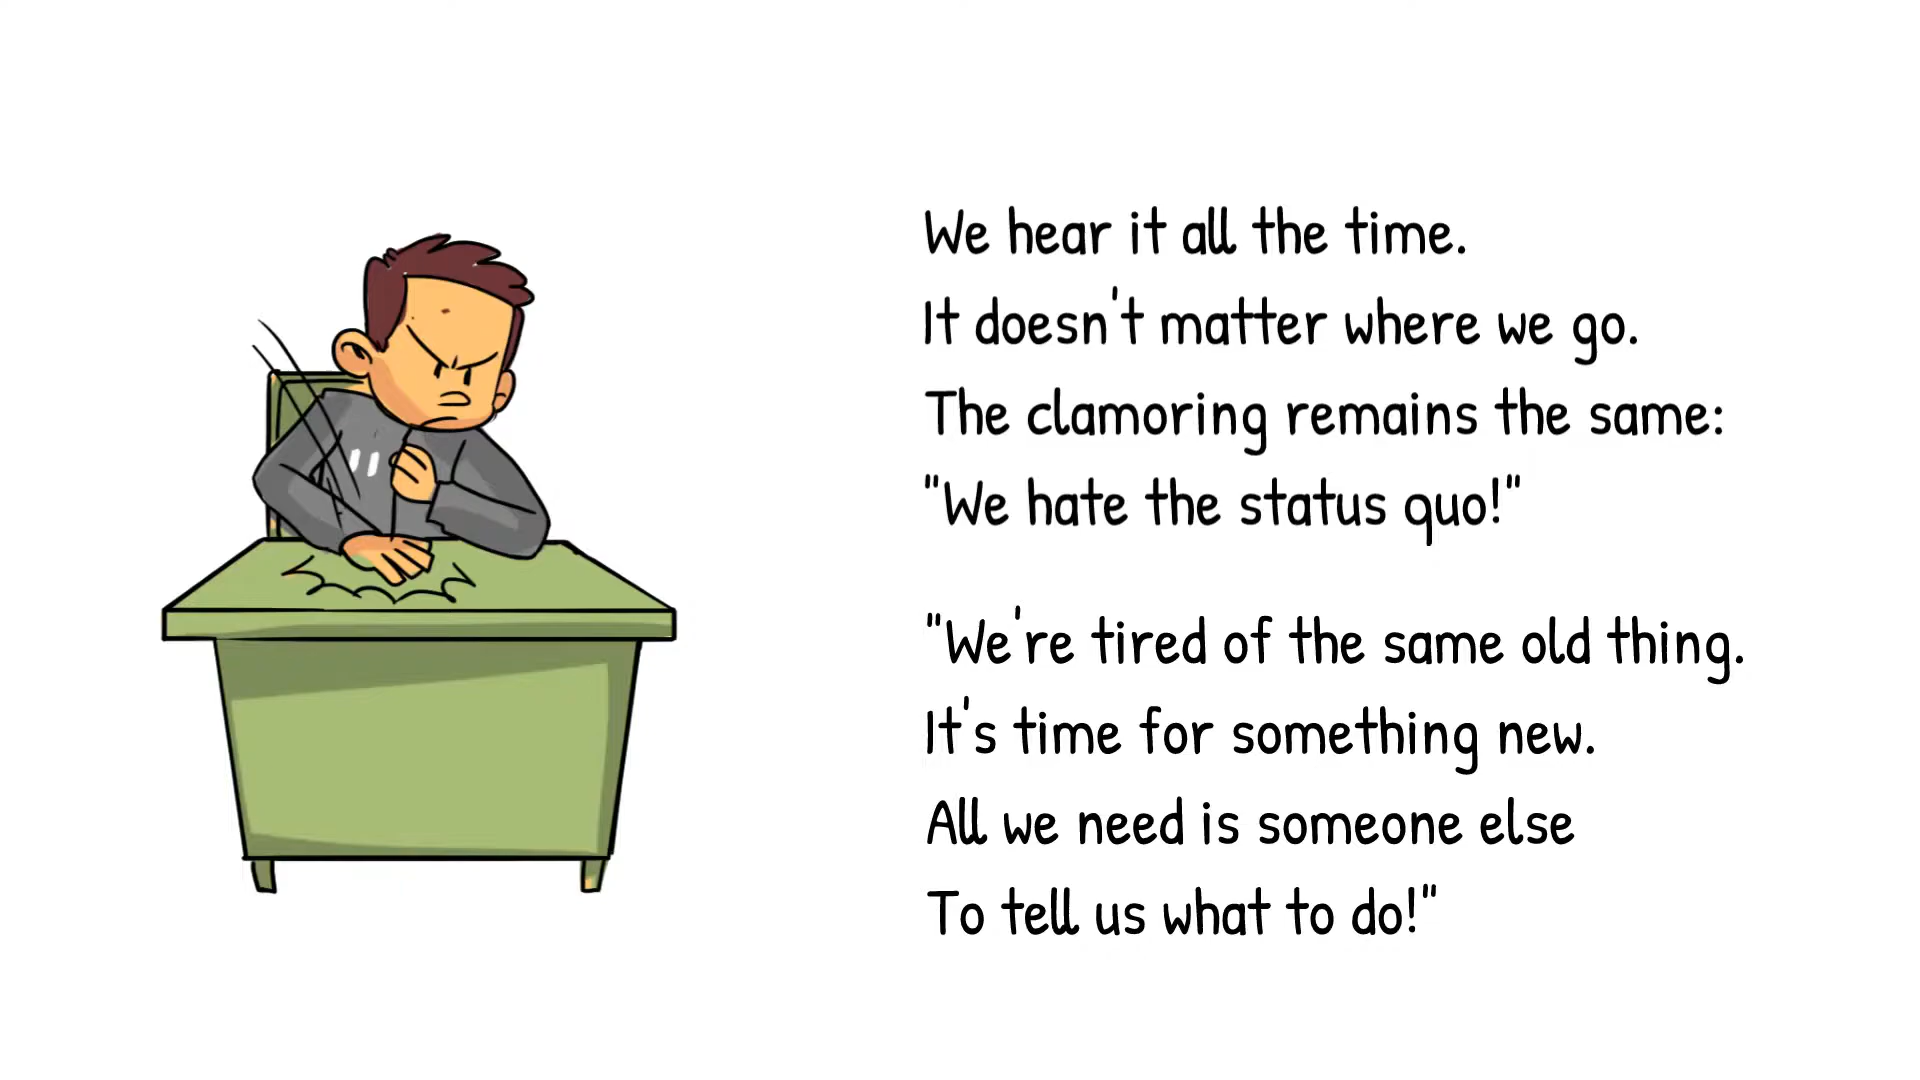 We hear it all the time.
It doesn't matter where we go.
The clamoring remains the same:
"We hate the status quo!"
"We're tired of the same old thing.
It's time for something new.
All we need is someone else
To tell us what to do!"